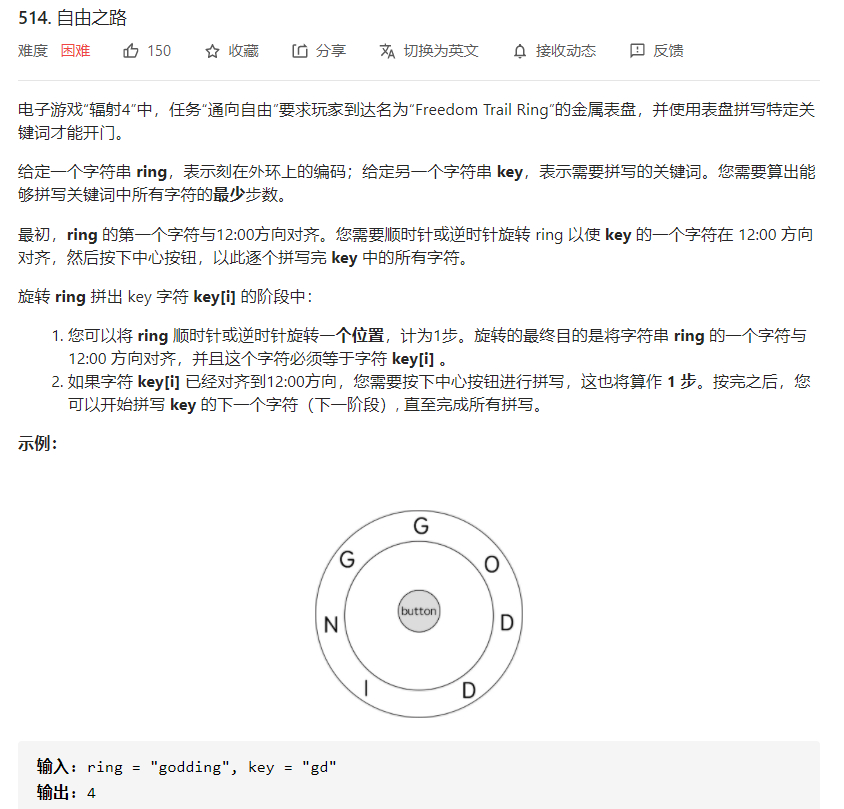 514. 自由之路
难度 困难 150 收藏 分享 切换为英文 接收动态 反馈
电子游戏“辐射4”中，任务“通向自由”要求玩家到达名为“Freedom Trail Ring”的金属表盘，并使用表盘拼写特定关
键词才能开门。
给定一个字符串 ring，表示刻在外环上的编码；给定另一个字符串 key，表示需要拼写的关键词。您需要算出能
够拼写关键词中所有字符的最少步数。
最初，ring 的第一个字符与12:00方向对齐。您需要顺时针或逆时针旋转 ring 以使 key 的一个字符在 12:00 方向
对齐，然后按下中心按钮，以此逐个拼写完 key 中的所有字符。
旋转 ring 拼出 key 字符 key[i] 的阶段中：
1. 您可以将 ring 顺时针或逆时针旋转一个位置，计为1步。旋转的最终目的是将字符串 ring 的一个字符与
12:00 方向对齐，并且这个字符必须等于字符 key[i] 。
2. 如果字符 key[i] 已经对齐到12:00方向，您需要按下中心按钮进行拼写，这也将算作 1 步。按完之后，您
可以开始拼写 key 的下一个字符（下一阶段）, 直至完成所有拼写。
示例：
G
G
O
button
N
D
I
D
输入：ring = "godding", key = "gd"
输出：4